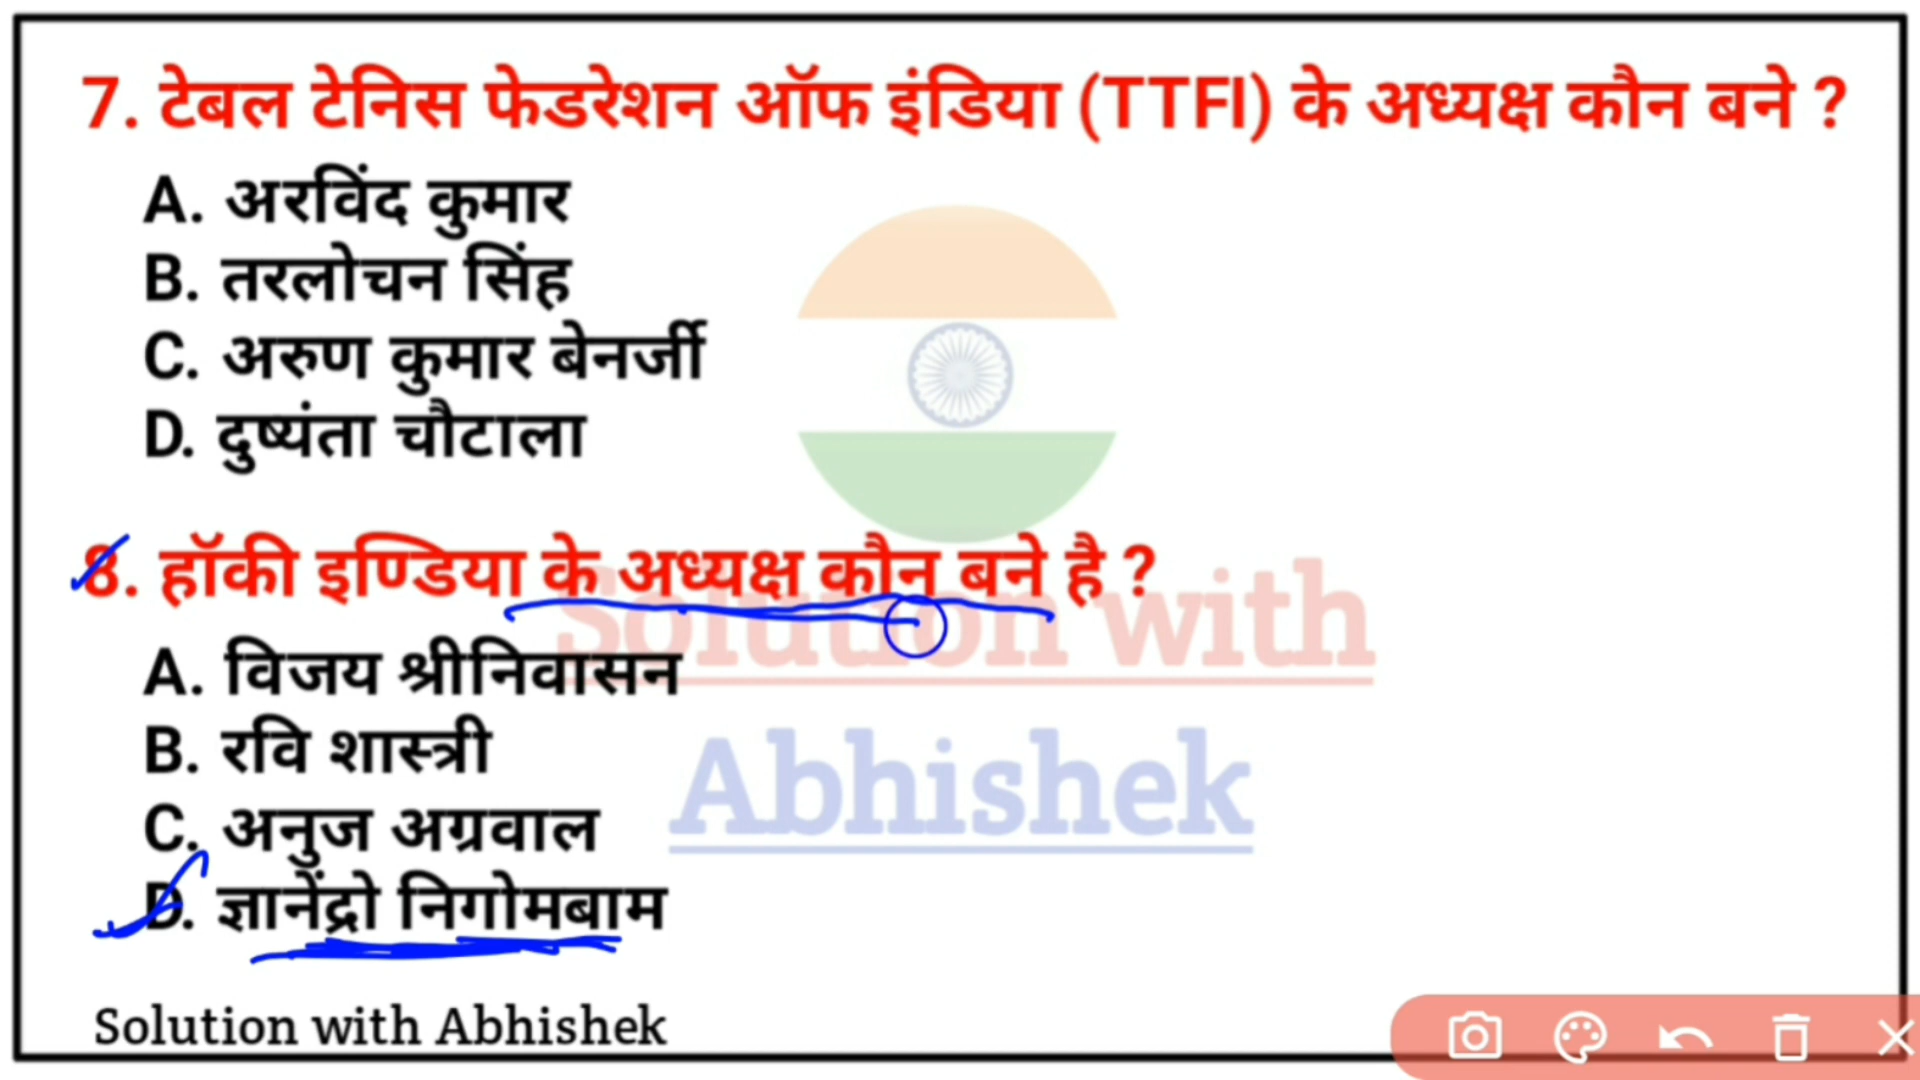 7. टेबल टेनिस फेडरेशन ऑफ इंडिया (TTFI) के अध्यक्ष कौन बने ?
A. अरविंद कुमार
B. तरलोचन सिंह
C. अरुण कुमार बेनर्जी
D. दुष्यंता चौटाला
8. हॉकी इण्डिया के अध्यक्ष कौन बने है ?
Solution with
A. विजय श्रीनिवासन
B. रवि शास्त्री
Abhishek
C. अनुज अग्रवाल
D. ज्ञानेंद्रो निगोमबाम
Solution with Abhishek